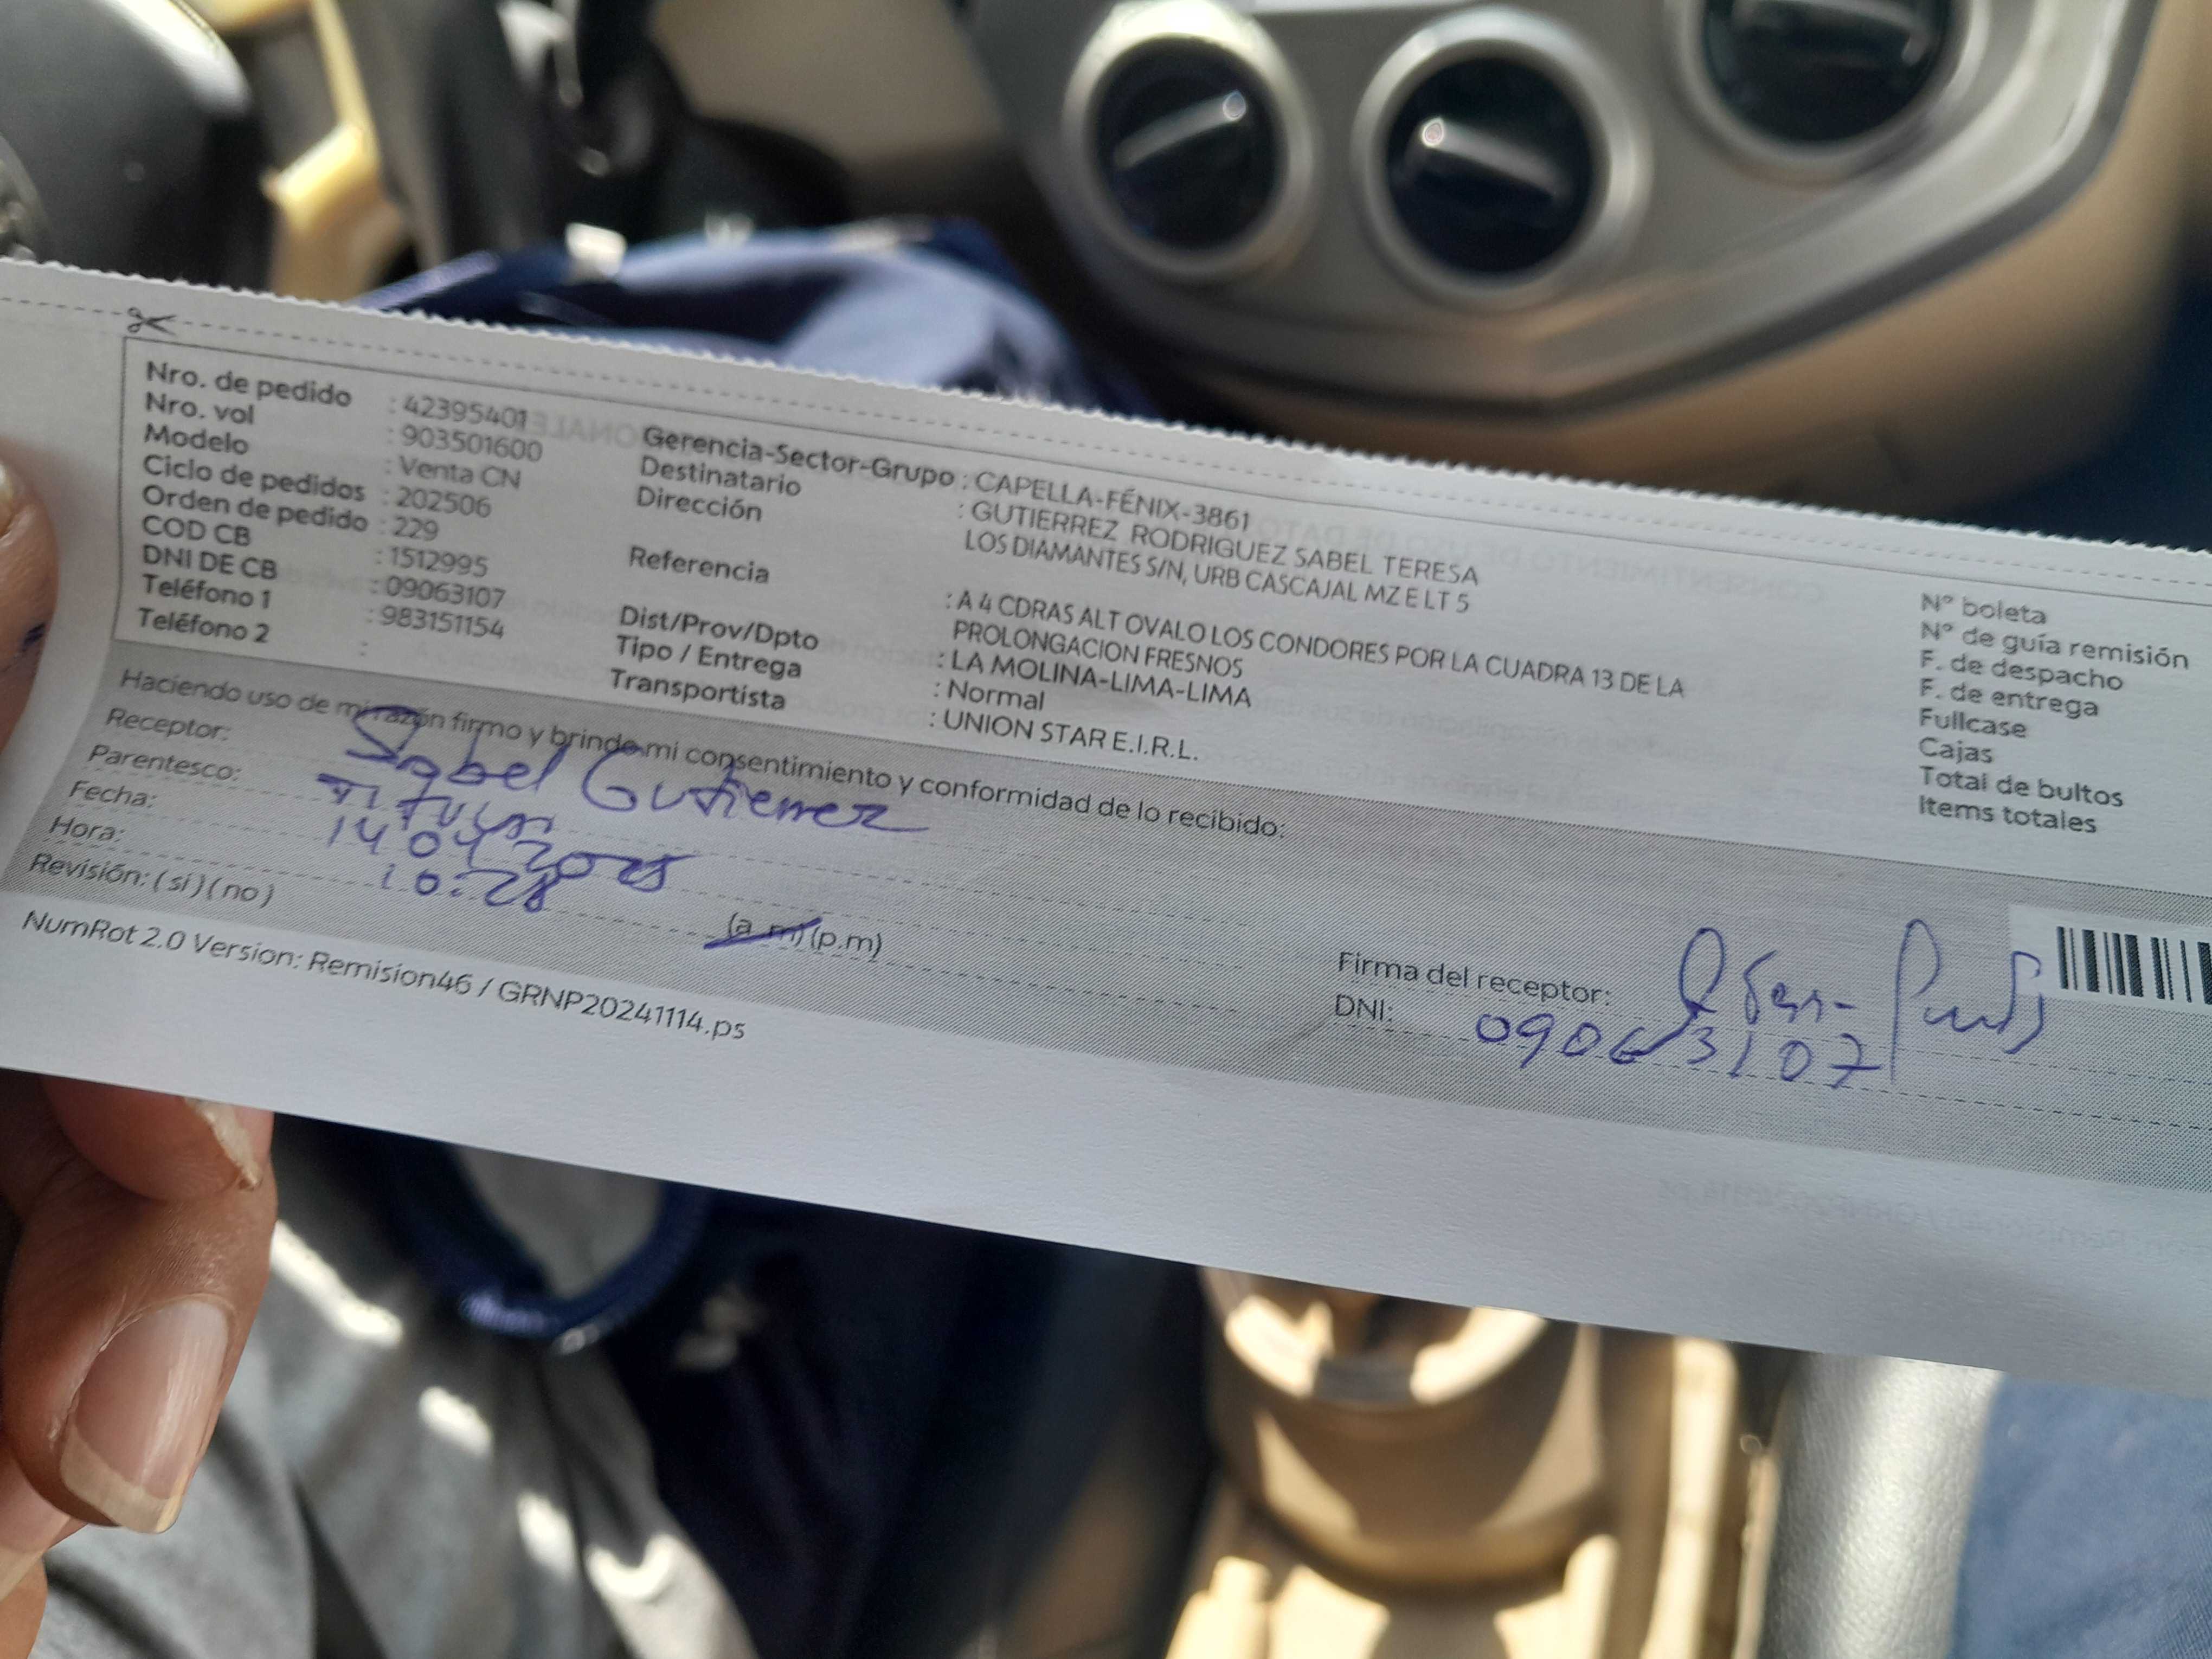 Nro. de pedido : 42395401
Nro. vol : 903501600
Modelo : Venta CN
Ciclo de pedidos : 202506
Orden de pedido : 229
COD CB : 1512995
DNI DE CB : 09063107
Teléfono 1 : 983151154
Teléfono 2 :
Gerencia-Sector-Grupo : CAPELLA-FÉNIX-3861
Destinatario : GUTIERREZ RODRIGUEZ SABEL TERESA
Dirección LOS DIAMANTES S/N, URB CASCAJAL MZ E LT 5
Referencia : A 4 CDRAS ALT OVALO LOS CONDORES POR LA CUADRA 13 DE LA
PROLONGACION FRESNOS
Dist/Prov/Dpto : LA MOLINA-LIMA-LIMA
Tipo / Entrega : Normal
Transportista : UNION STAR E.I.R.L.
N° boleta
N° de guía remisión
F. de despacho
F. de entrega
Fullcase
Cajas
Total de bultos
Items totales
Haciendo uso de mi razón firmo y brindo mi consentimiento y conformidad de lo recibido:
Receptor: Sabel Gutierrez
Parentesco: Titular
Fecha: 14 04 2025
Hora: 10:28 (a.m) (p.m)
Revisión: ( si ) ( no )
Firma del receptor:
DNI: 09063107
NumRot 2.0 Version: Remision46 / GRNP20241114.ps